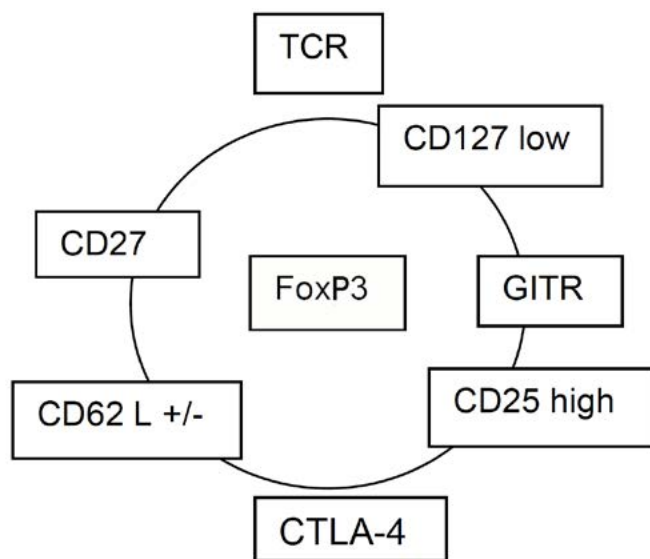 TCR
CD127 low
CD27
FoxP3
GITR
CD25 high
CD62 L +/-
CTLA-4